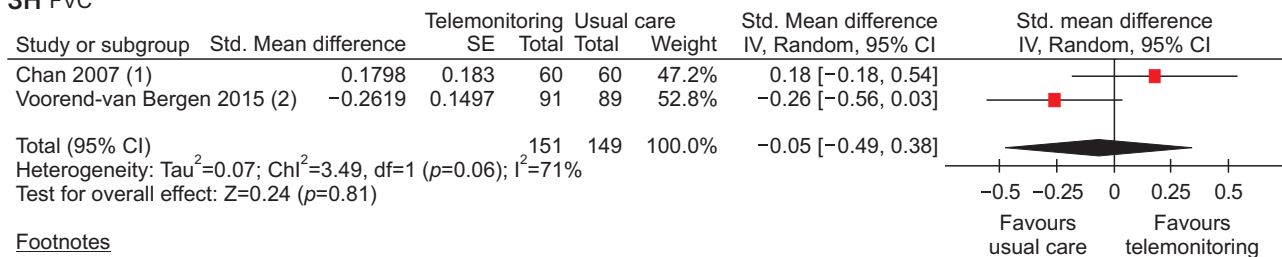 3H FVC
Telemonitoring Usual care Std. Mean difference Std. mean difference
Study or subgroup Std. Mean difference SE Total Total Weight IV, Random, 95% CI IV, Random, 95% CI
Chan 2007 (1) 0.1798 0.183 60 60 47.2% 0.18 [−0.18, 0.54]
Voorend-van Bergen 2015 (2) −0.2619 0.1497 91 89 52.8% −0.26 [−0.56, 0.03]
Total (95% CI) 151 149 100.0% −0.05 [−0.49, 0.38]
Heterogeneity: Tau²=0.07; ChI²=3.49, df=1 (p=0.06); I²=71%
Test for overall effect: Z=0.24 (p=0.81)
−0.5 −0.25 0 0.25 0.5
Favours usual care
Favours telemonitoring
Footnotes